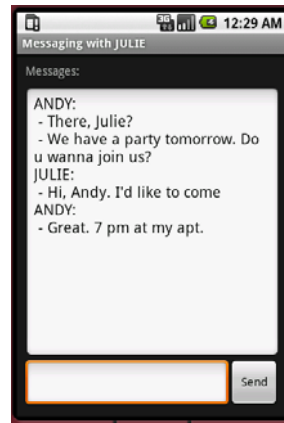 12:29 AM
Messaging with JULIE
Messages:
ANDY:
- There, Julie?
- We have a party tomorrow. Do
u wanna join us?
JULIE:
- Hi, Andy. I'd like to come
ANDY:
- Great. 7 pm at my apt.
Send